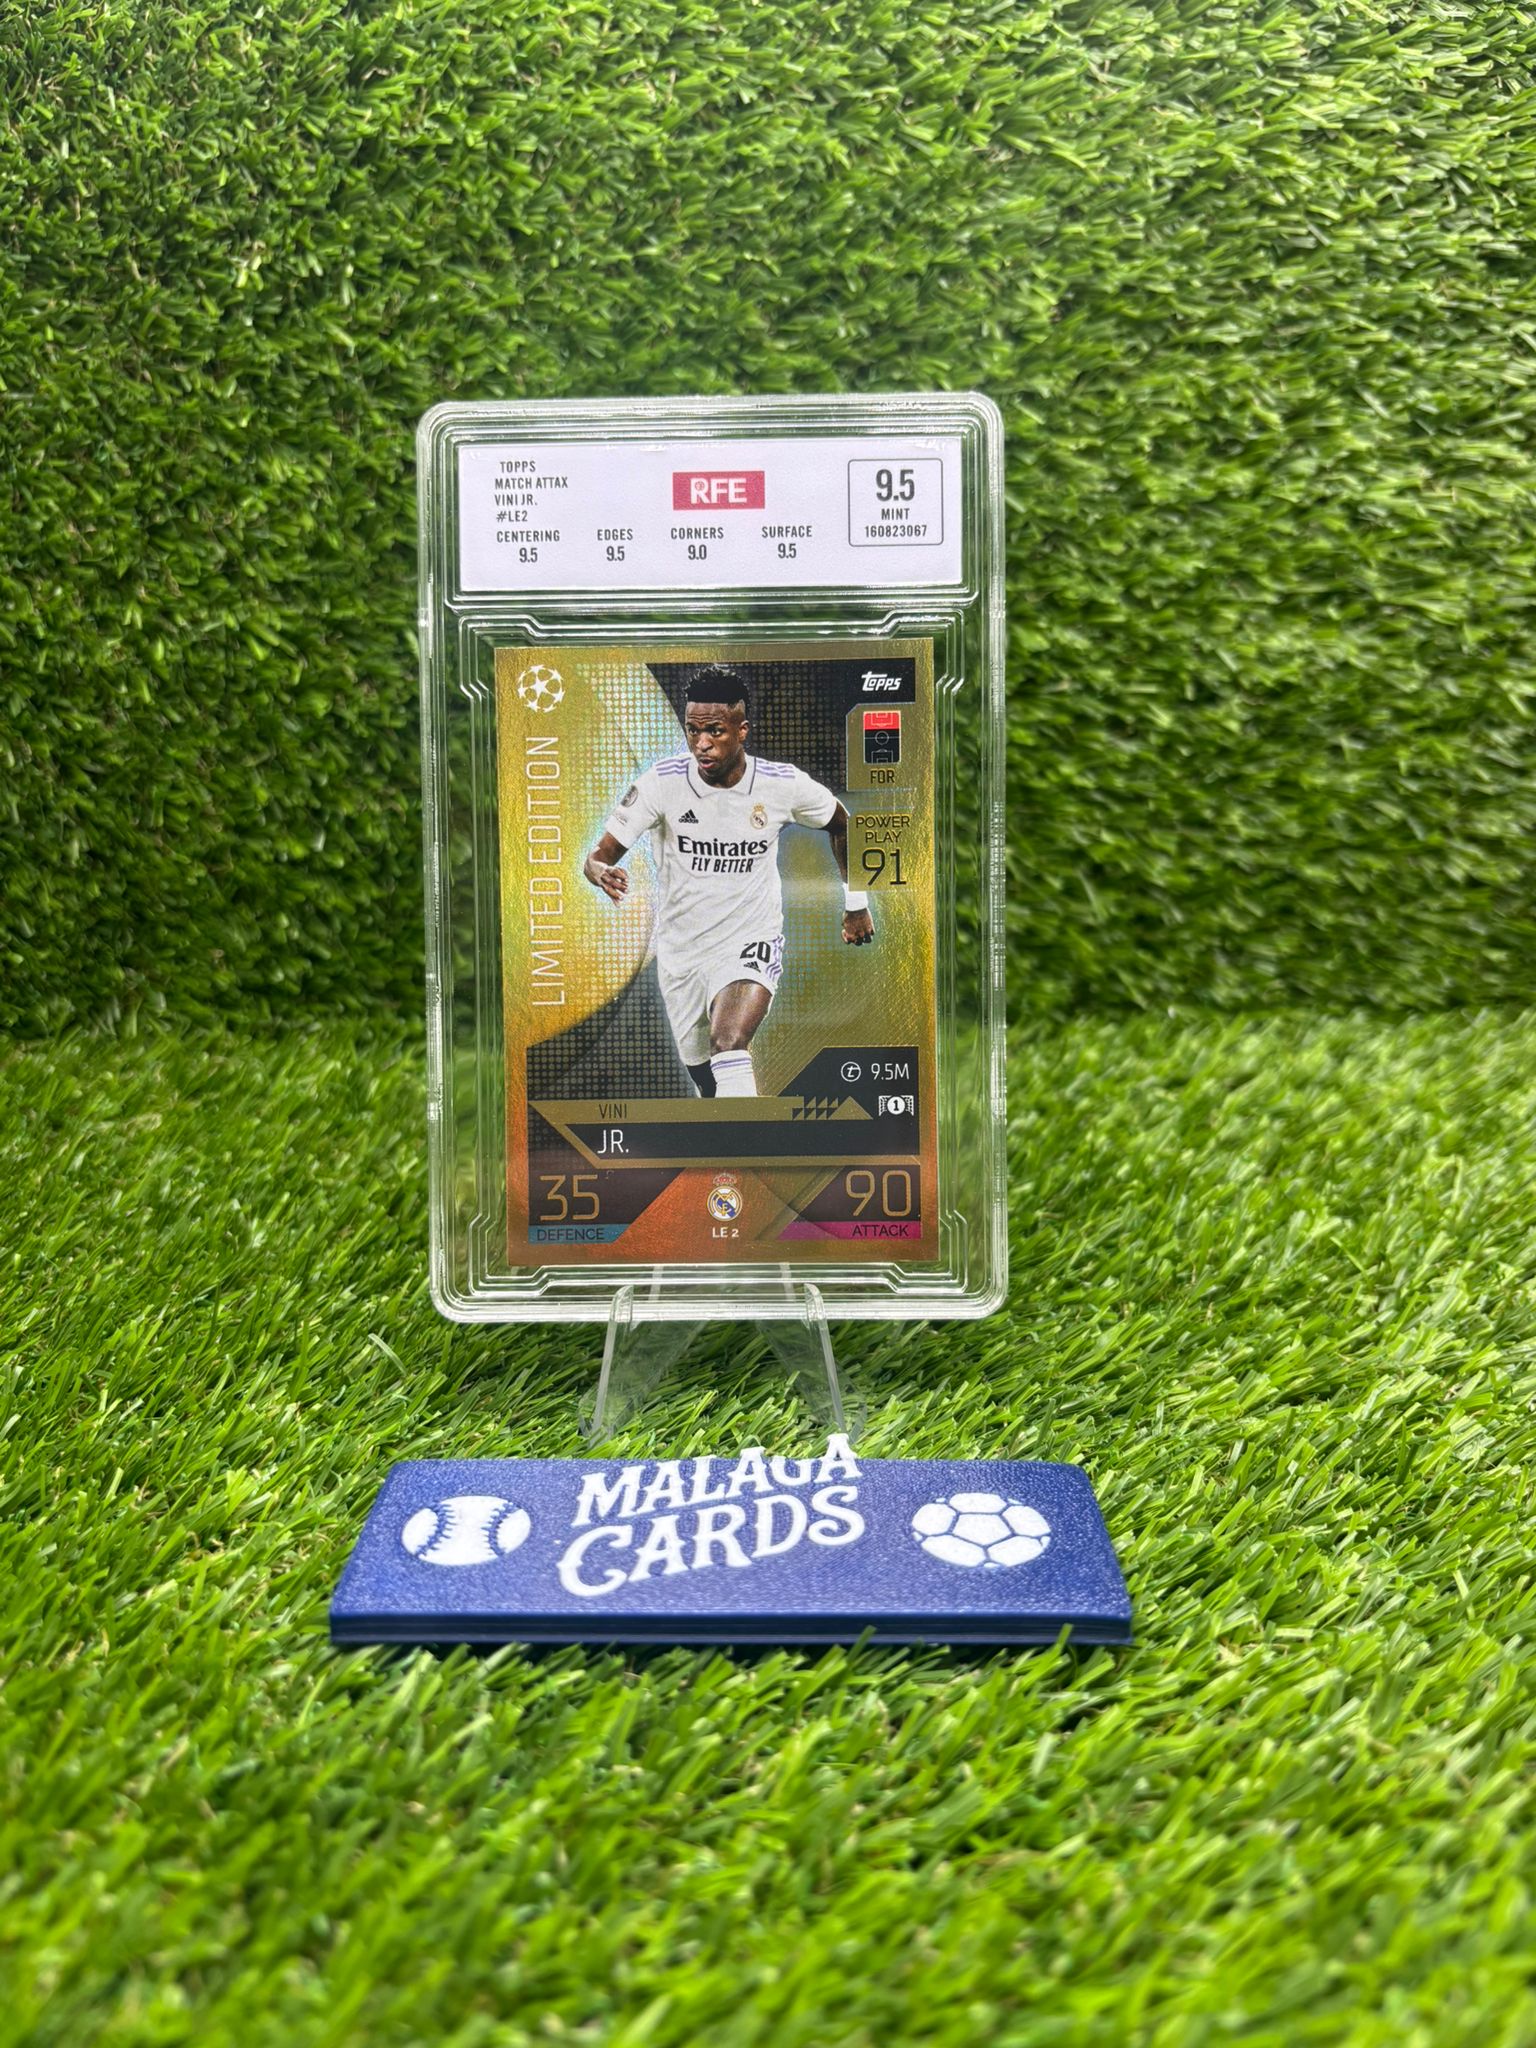 TOPPS
MATCH ATTAX
VINI JR.
#LE2
RFE
9.5
MINT
160823067
CENTERING EDGES CORNERS SURFACE
9.5 9.5 9.0 9.5
topps
LIMITED EDITION
FOR
POWER
PLAY
91
adidas
Emirates
FLY BETTER
20
t 9.5M
1
VINI
JR.
35
DEFENCE
LE 2
90
ATTACK
MALAGA
CARDS